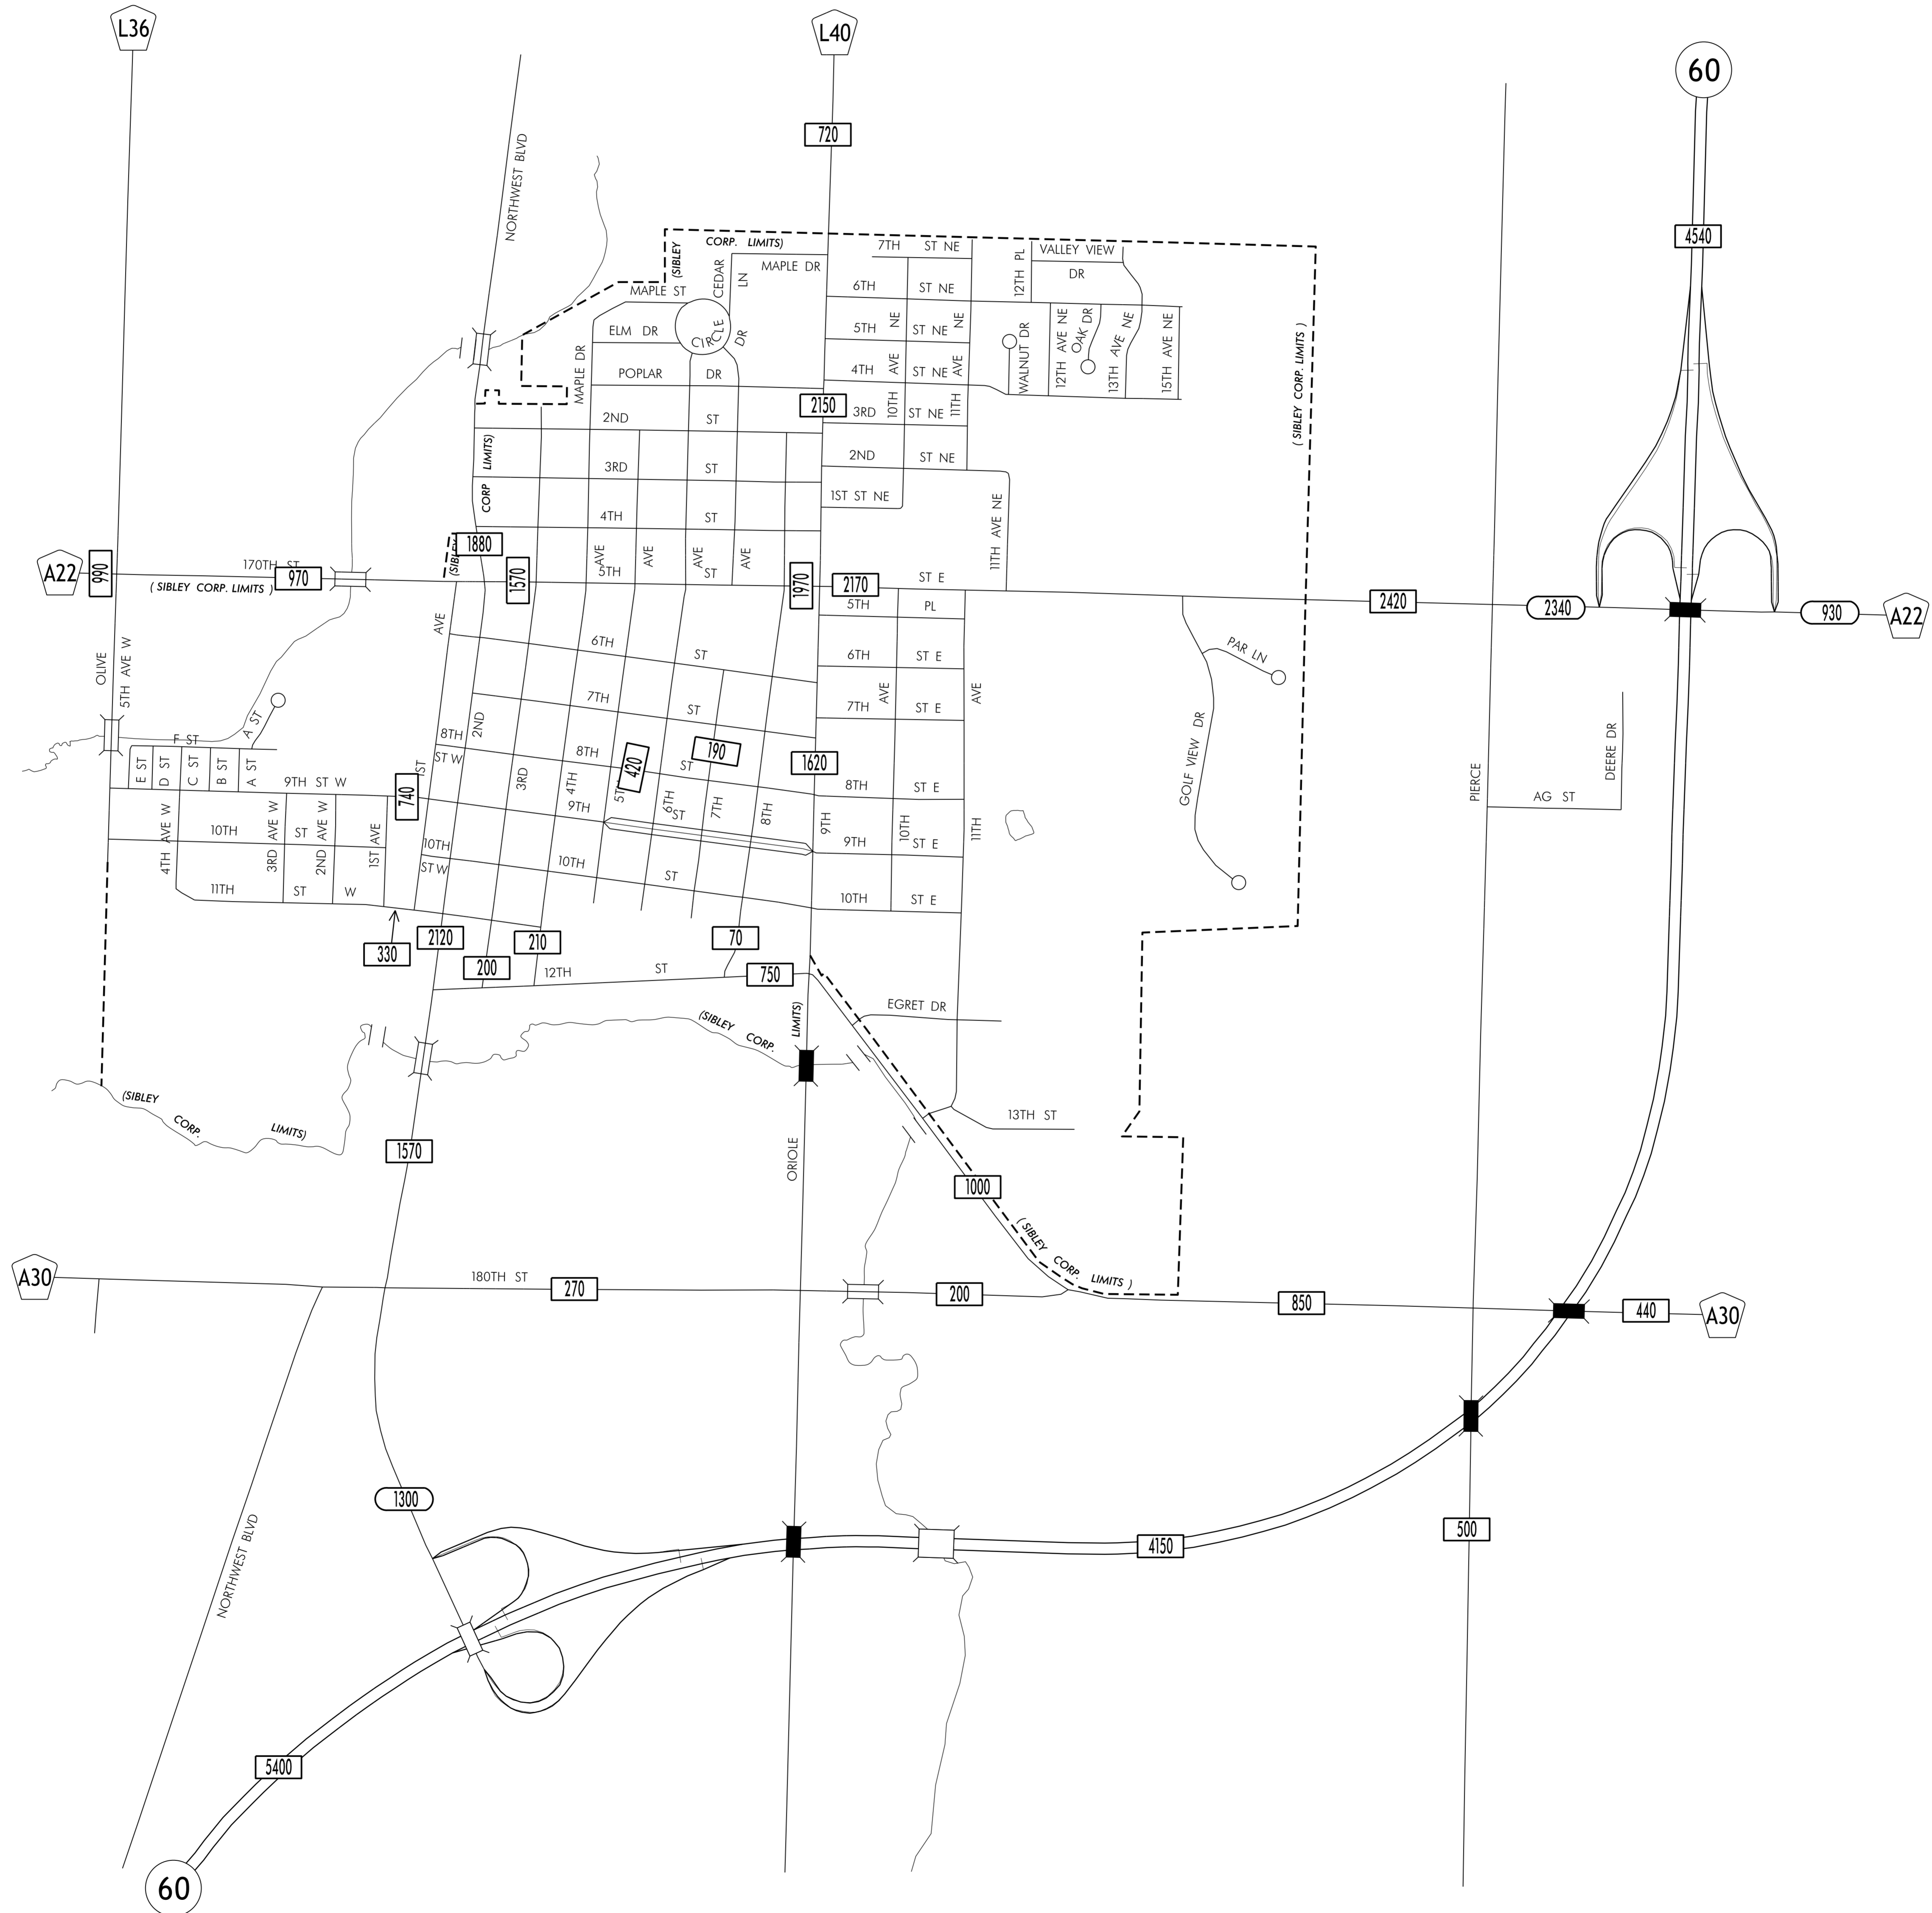 L36
L40
60
NORTHWEST BLVD
720
4540
(SIBLEY CORP. LIMITS)
7TH ST NE
VALLEY VIEW DR
12TH PL
CEDAR LN
MAPLE DR
MAPLE ST
6TH ST NE
ELM DR
CIRCLE DR
5TH ST NE
NE
NE
WALNUT DR
12TH AVE NE
OAK DR
13TH AVE NE
15TH AVE NE
( SIBLEY CORP. LIMITS )
MAPLE DR
POPLAR DR
4TH ST NE
AVE
AVE
2150
10TH
11TH
3RD ST NE
2ND ST
2ND ST NE
3RD ST
1ST ST NE
11TH AVE NE
(SIBLEY CORP LIMITS)
4TH ST
1880
AVE
AVE
AVE
AVE
A22
990
170TH ST
970
( SIBLEY CORP. LIMITS )
1570
5TH ST
1970
2170
ST E
2420
2340
930
A22
5TH PL
OLIVE
5TH AVE W
AVE
6TH ST
6TH ST E
PAR LN
7TH ST
AVE
AVE
7TH ST E
GOLF VIEW DR
DEERE DR
PIERCE
A ST
F ST
8TH ST W
2ND
8TH ST
420
190
1620
E ST
D ST
C ST
B ST
A ST
9TH ST W
740
1ST
3RD
4TH
5TH
6TH
7TH
8TH
9TH
10TH
11TH
8TH ST E
AG ST
9TH ST
10TH ST
4TH AVE W
3RD AVE W
2ND AVE W
1ST AVE
10TH ST W
10TH ST
9TH ST E
11TH ST W
10TH ST E
330
2120
200
210
70
12TH ST
750
EGRET DR
(SIBLEY CORP. LIMITS)
(SIBLEY CORP. LIMITS)
13TH ST
1570
ORIOLE
1000
( SIBLEY CORP. LIMITS )
A30
180TH ST
270
200
850
440
A30
1300
500
4150
NORTHWEST BLVD
5400
60